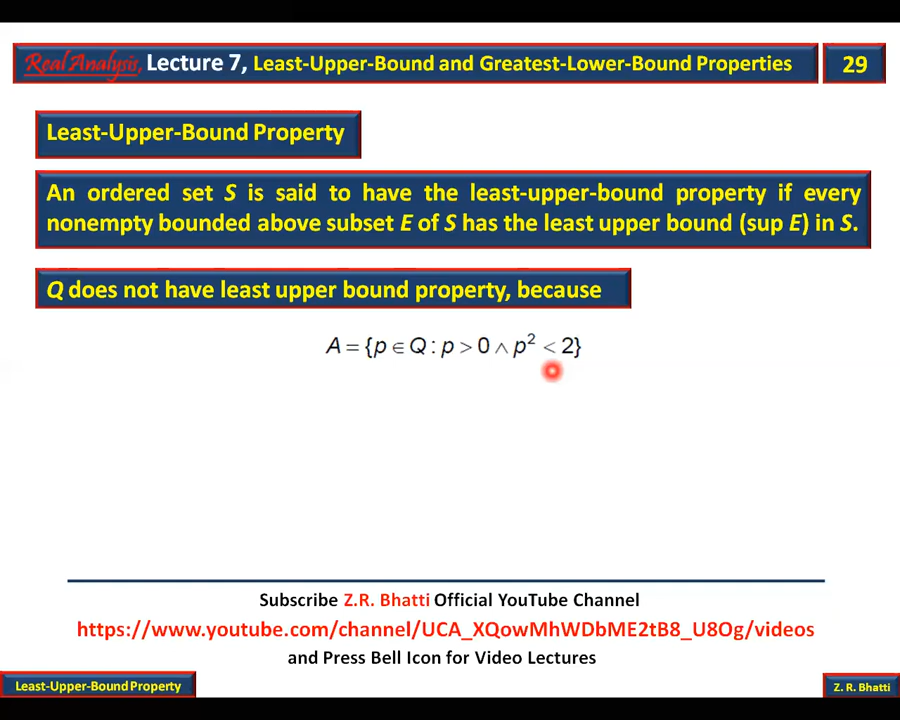 Real Analysis, Lecture 7, Least-Upper-Bound and Greatest-Lower-Bound Properties 29
Least-Upper-Bound Property
An ordered set S is said to have the least-upper-bound property if every
nonempty bounded above subset E of S has the least upper bound (sup E) in S.
Q does not have least upper bound property, because
A = {p ∈ Q : p > 0 ∧ p² < 2}
Subscribe Z.R. Bhatti Official YouTube Channel
https://www.youtube.com/channel/UCA_XQowMhWDbME2tB8_U8Og/videos
and Press Bell Icon for Video Lectures
Least-Upper-Bound Property Z. R. Bhatti